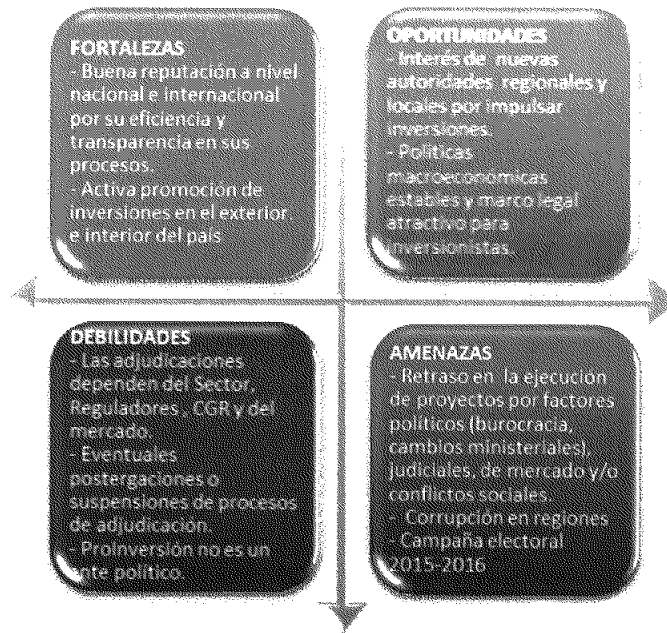 FORTALEZAS
- Buena reputación a nivel
nacional e internacional
por su eficiencia y
transparencia en sus
procesos.
- Activa promoción de
inversiones en el exterior
e interior del país
OPORTUNIDADES
- Interés de nuevas
autoridades regionales y
locales por impulsar
inversiones.
- Políticas
macroeconomicas
estables y marco legal
atractivo para
inversionistas.
DEBILIDADES
- Las adjudicaciones
dependen del Sector,
Reguladores , CGR y del
mercado.
- Eventuales
postergaciones o
suspensiones de procesos
de adjudicación.
- Proinversión no es un
ente político.
AMENAZAS
- Retraso en la ejecución
de proyectos por factores
políticos (burocracia,
cambios ministeriales),
judiciales, de mercado y/o
conflictos sociales.
- Corrupción en regiones
- Campaña electoral
2015-2016